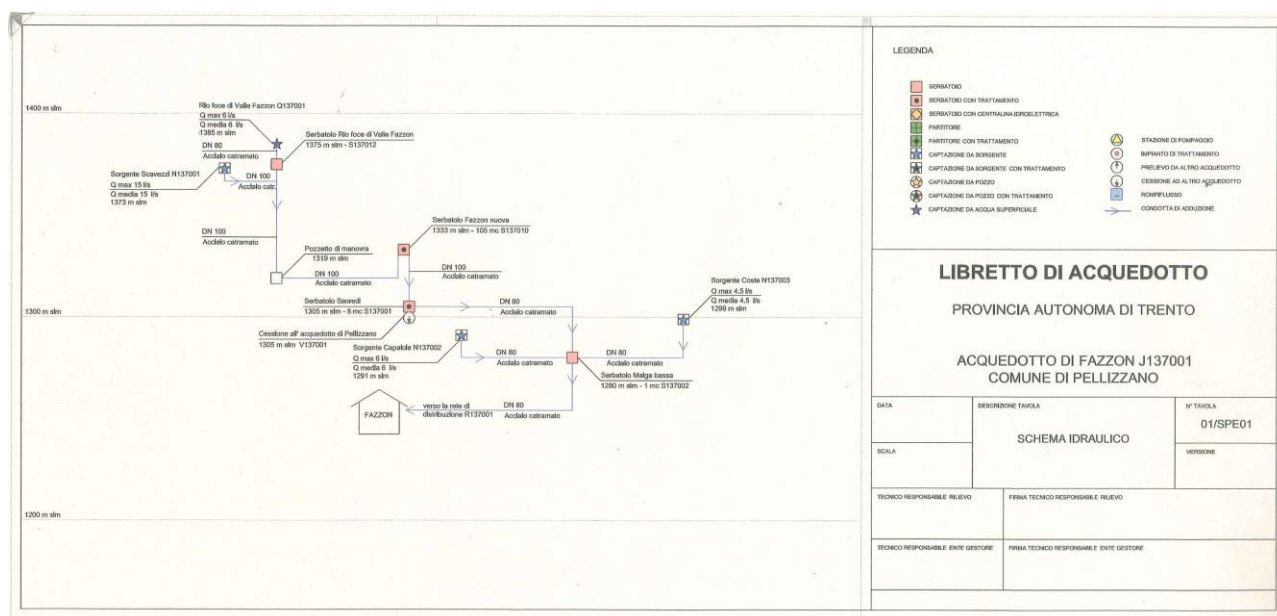 1400 m slm
Rio foce di Valle Fazzon Q137001
Q max 6 l/s
Q media 6 l/s
1385 m slm
DN 80
Acciaio catramato
Serbatoio Rio foce di Valle Fazzon
1375 m slm - S137012
Sorgente Scavezzi N137001
Q max 15 l/s
Q media 15 l/s
1373 m slm
DN 100
Acciaio catr.
DN 100
Acciaio catramato
Pozzetto di manovra
1319 m slm
DN 100
Acciaio catramato
Serbatoio Fazzon nuova
1333 m slm - 105 mc S137010
DN 100
Acciaio catramato
1300 m slm
Serbatoio Saoredi
1305 m slm - 8 mc S137001
Cessione all' acquedotto di Pellizzano
1305 m slm V137001
DN 80
Acciaio catramato
Sorgente Coste N137003
Q max 4,5 l/s
Q media 4,5 l/s
1299 m slm
Sorgente Capaiole N137002
Q max 6 l/s
Q media 6 l/s
1291 m slm
DN 80
Acciaio catramato
DN 80
Acciaio catramato
Serbatoio Malga bassa
1280 m slm - 1 mc S137002
DN 80
Acciaio catramato
verso la rete di
distribuzione R137001
FAZZON
1200 m slm
LEGENDA
SERBATOIO
SERBATOIO CON TRATTAMENTO
SERBATOIO CON CENTRALINA IDROELETTRICA
PARTITORE
PARTITORE CON TRATTAMENTO
CAPTAZIONE DA SORGENTE
CAPTAZIONE DA SORGENTE CON TRATTAMENTO
CAPTAZIONE DA POZZO
CAPTAZIONE DA POZZO CON TRATTAMENTO
CAPTAZIONE DA ACQUA SUPERFICIALE
STAZIONE DI POMPAGGIO
IMPIANTO DI TRATTAMENTO
PRELIEVO DA ALTRO ACQUEDOTTO
CESSIONE AD ALTRO ACQUEDOTTO
ROMPIFLUSSO
CONDOTTA DI ADDUZIONE
LIBRETTO DI ACQUEDOTTO
PROVINCIA AUTONOMA DI TRENTO
ACQUEDOTTO DI FAZZON J137001
COMUNE DI PELLIZZANO
DATA
DESCRIZIONE TAVOLA
SCHEMA IDRAULICO
N° TAVOLA
01/SPE01
SCALA
VERSIONE
TECNICO RESPONSABILE RILIEVO
FIRMA TECNICO RESPONSABILE RILIEVO
TECNICO RESPONSABILE ENTE GESTORE
FIRMA TECNICO RESPONSABILE ENTE GESTORE